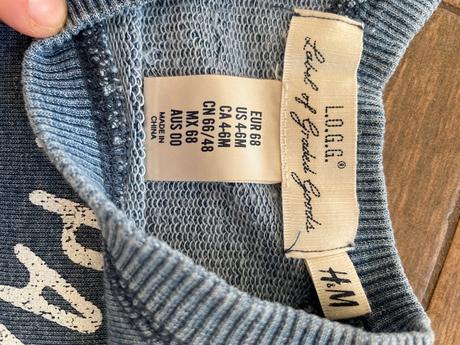 EUR 68
US 4-6M
CA 4-6M
CN 66/48
MX 68
AUS 00
MADE IN
CHINA
L.O.G.G.®
Label of Graded Goods
H&M